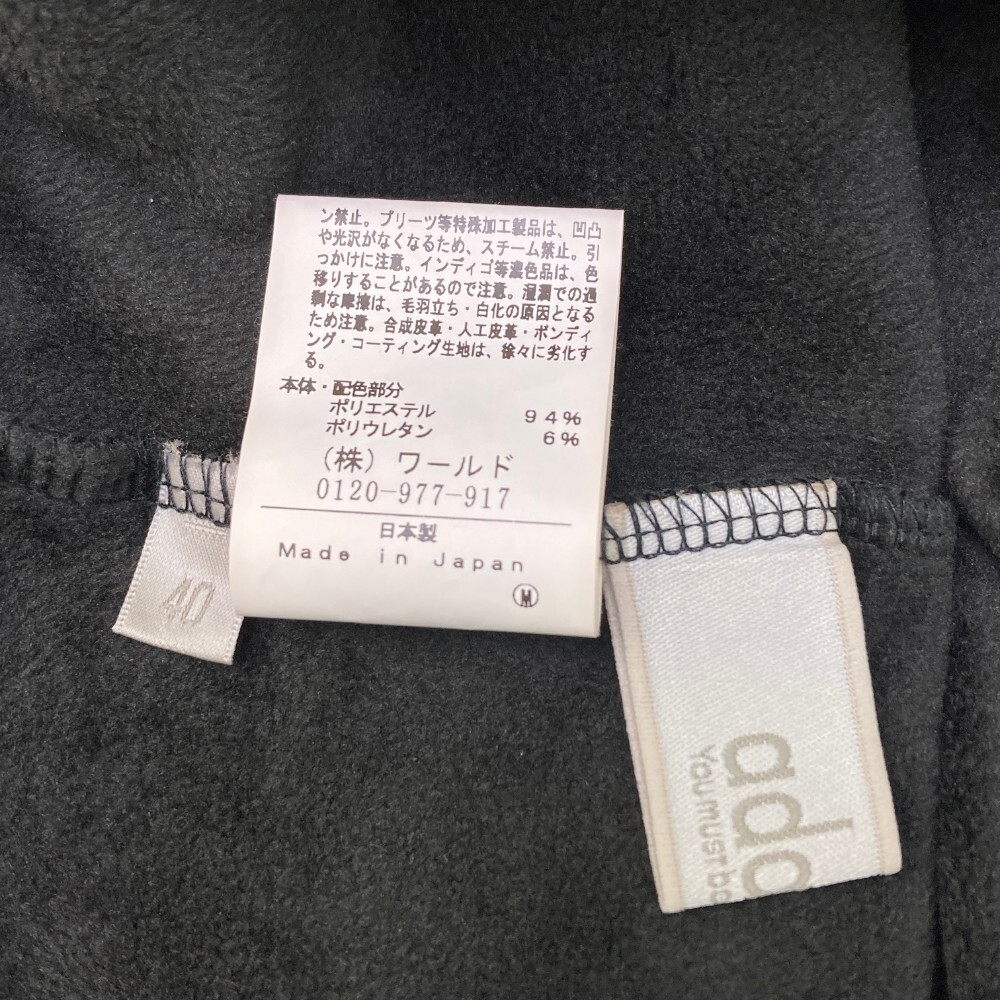 ン禁止。プリーツ等特殊加工製品は、凹凸
や光沢がなくなるため、スチーム禁止。引
っかけに注意。インディゴ等濃色品は、色
移りすることがあるので注意。湿潤での過
剰な摩擦は、毛羽立ち・白化の原因となる
ため注意。合成皮革・人工皮革・ボンディ
ング・コーティング生地は、徐々に劣化す
る。
本体・配色部分
ポリエステル 94%
ポリウレタン 6%
(株) ワールド
0120-977-917
日本製
Made in Japan
M
40
add
Youmustba